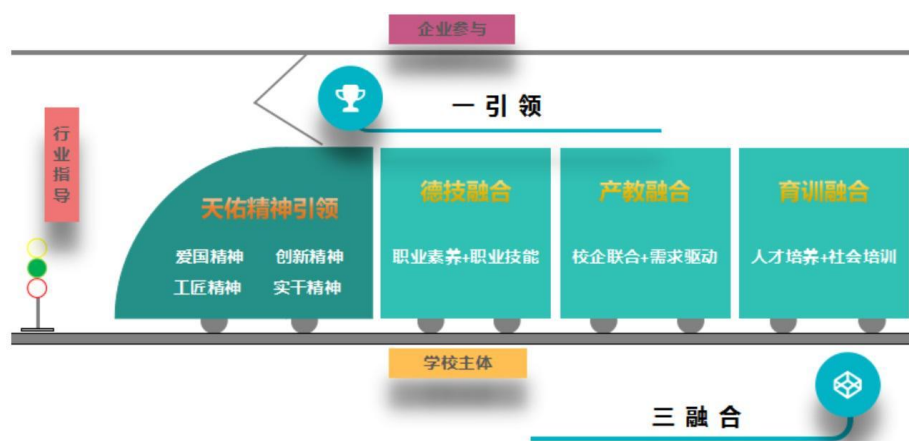 企业参与
一引领
行业指导
天佑精神引领
爱国精神 创新精神
工匠精神 实干精神
德技融合
职业素养+职业技能
产教融合
校企联合+需求驱动
育训融合
人才培养+社会培训
学校主体
三融合